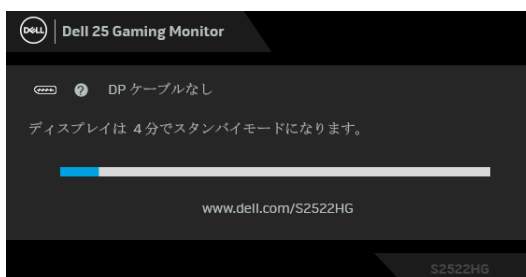 DELL
Dell 25 Gaming Monitor
DP ケーブルなし
ディスプレイは 4 分でスタンバイモードになります。
www.dell.com/S2522HG
S2522HG